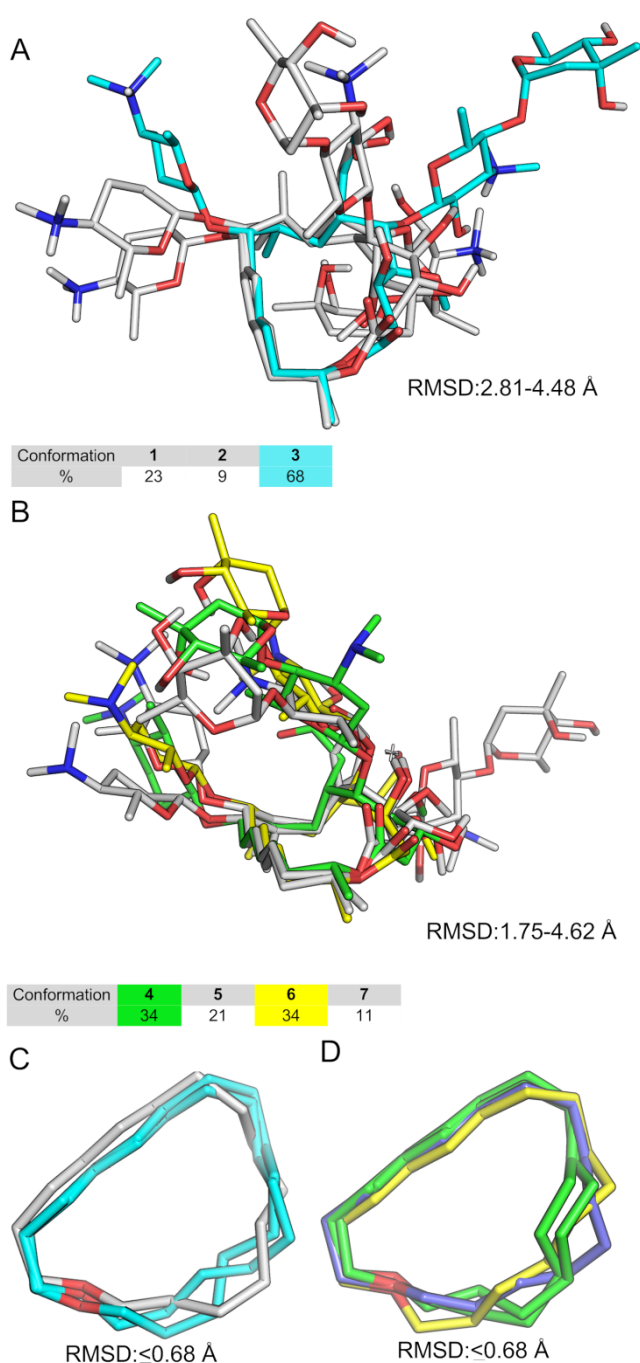 A
RMSD:2.81-4.48 Å
Conformation 1 2 3
% 23 9 68
B
RMSD:1.75-4.62 Å
Conformation 4 5 6 7
% 34 21 34 11
C D
RMSD:≤0.68 Å RMSD:≤0.68 Å